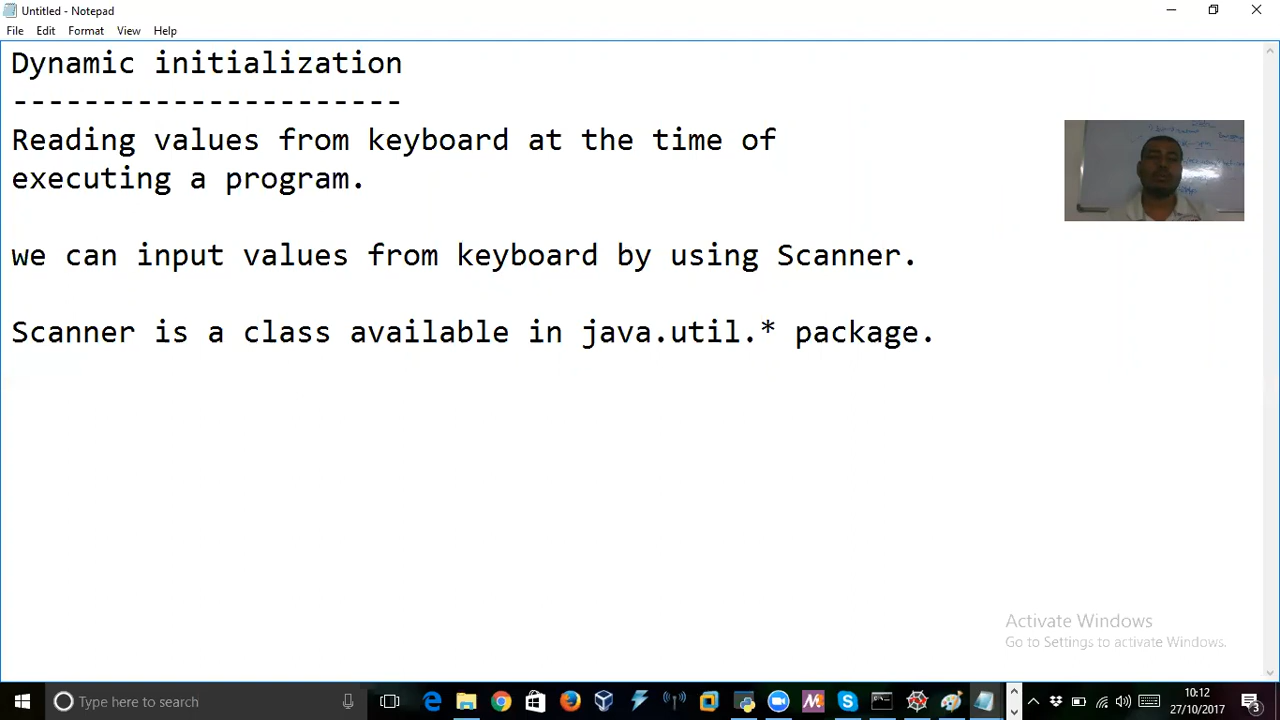 Untitled - Notepad
File Edit Format View Help
Dynamic initialization
----------------------
Reading values from keyboard at the time of
executing a program.
we can input values from keyboard by using Scanner.
Scanner is a class available in java.util.* package.
Activate Windows
Go to Settings to activate Windows.
Type here to search
10:12
27/10/2017
3